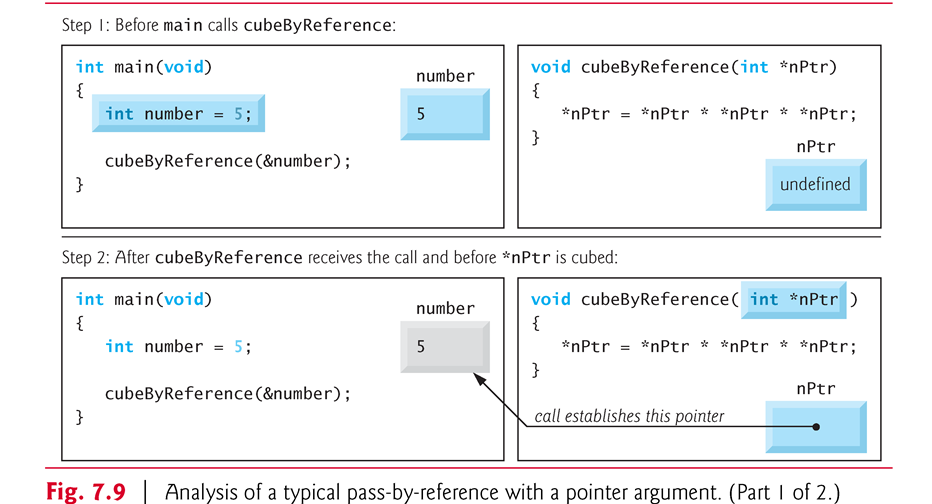 Step 1: Before main calls cubeByReference:
int main(void)
{
int number = 5;
cubeByReference(&number);
}
number
5
void cubeByReference(int *nPtr)
{
*nPtr = *nPtr * *nPtr * *nPtr;
}
nPtr
undefined
Step 2: After cubeByReference receives the call and before *nPtr is cubed:
int main(void)
{
int number = 5;
cubeByReference(&number);
}
number
5
void cubeByReference( int *nPtr )
{
*nPtr = *nPtr * *nPtr * *nPtr;
}
nPtr
call establishes this pointer
Fig. 7.9 | Analysis of a typical pass-by-reference with a pointer argument. (Part 1 of 2.)